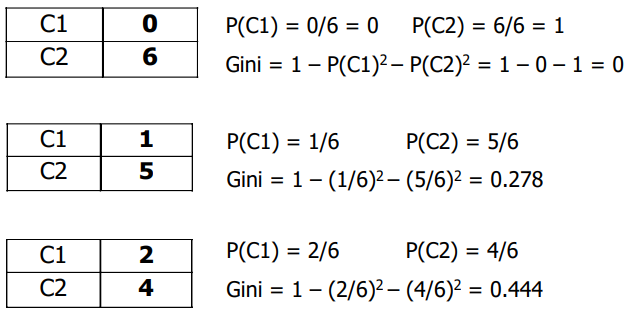 C1 0 P(C1) = 0/6 = 0 P(C2) = 6/6 = 1
C2 6 Gini = 1 – P(C1)² – P(C2)² = 1 – 0 – 1 = 0
C1 1 P(C1) = 1/6 P(C2) = 5/6
C2 5 Gini = 1 – (1/6)² – (5/6)² = 0.278
C1 2 P(C1) = 2/6 P(C2) = 4/6
C2 4 Gini = 1 – (2/6)² – (4/6)² = 0.444